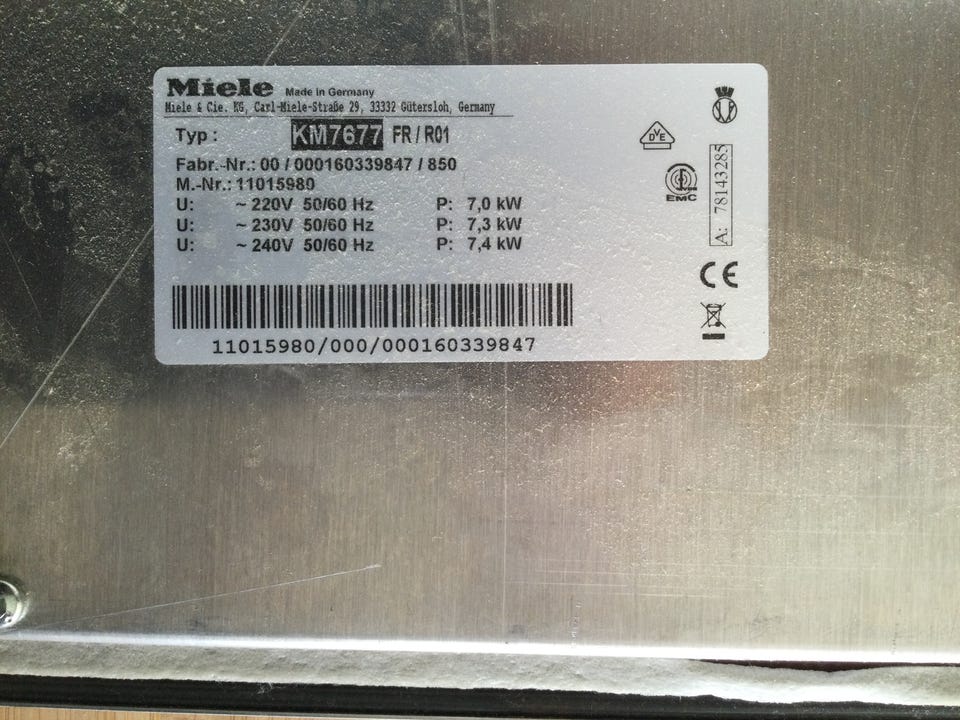 Miele Made in Germany
Miele & Cie. KG, Carl-Miele-Straße 29, 33332 Gütersloh, Germany
Typ : KM7677 FR / R01
Fabr.-Nr.: 00 / 000160339847 / 850
M.-Nr.: 11015980
U: ~ 220V 50/60 Hz P: 7,0 kW
U: ~ 230V 50/60 Hz P: 7,3 kW
U: ~ 240V 50/60 Hz P: 7,4 kW
11015980/000/000160339847
DVE
EMC
A: 78143285
CE